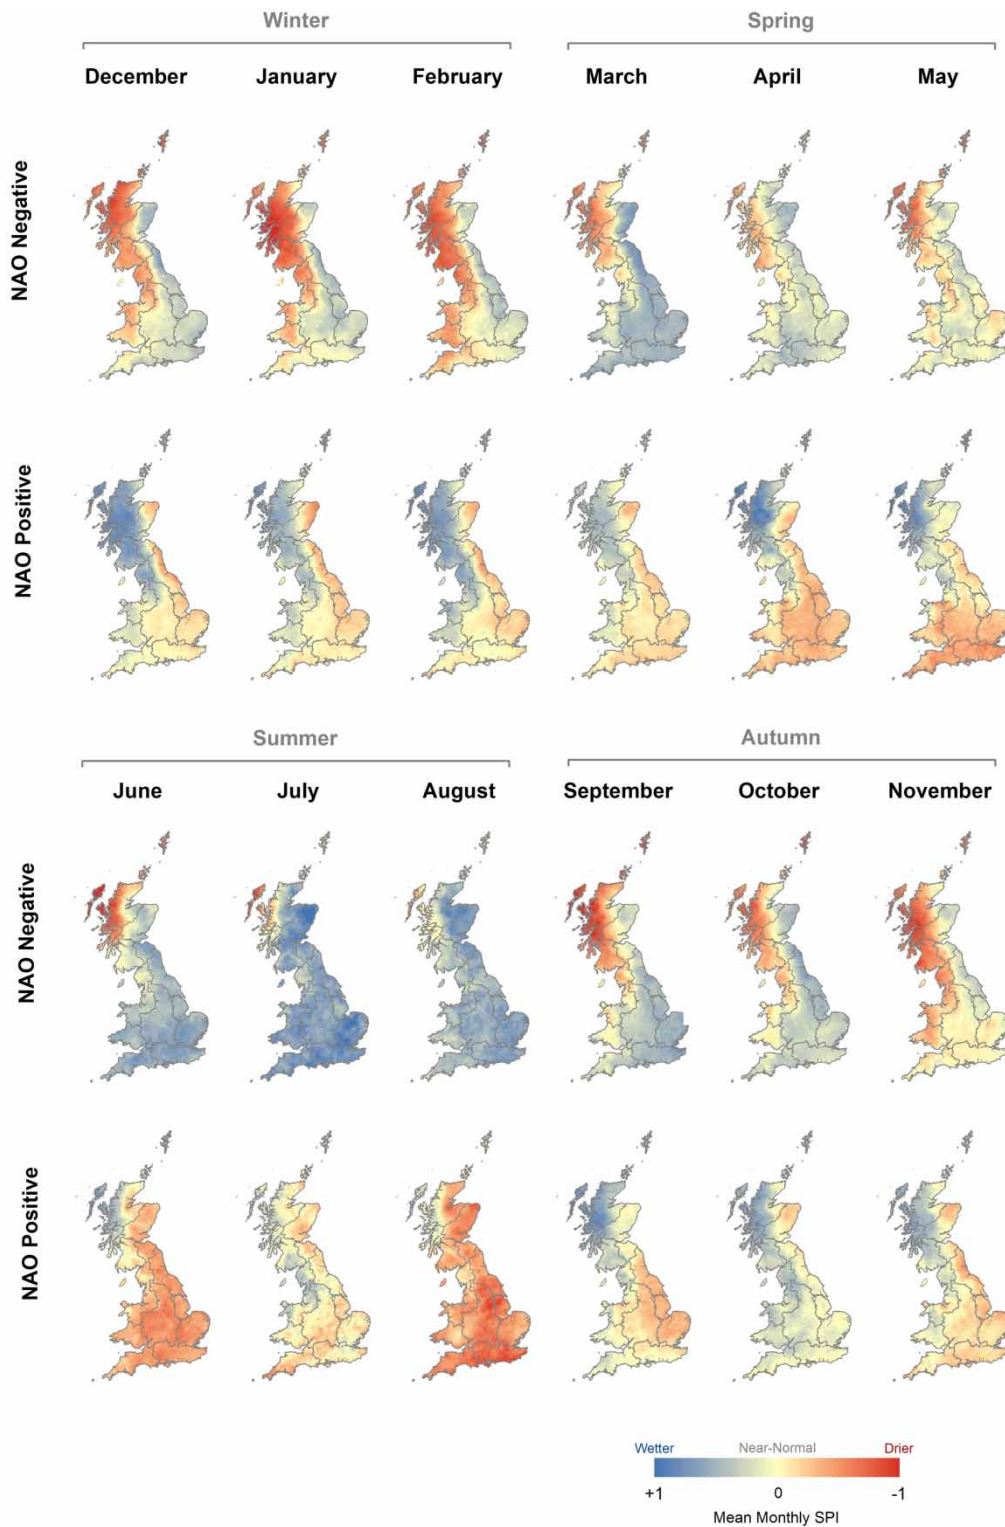 Winter Spring
December January February March April May
NAO Negative
NAO Positive
Summer Autumn
June July August September October November
NAO Negative
NAO Positive
Wetter Near-Normal Drier
+1 0 -1
Mean Monthly SPI